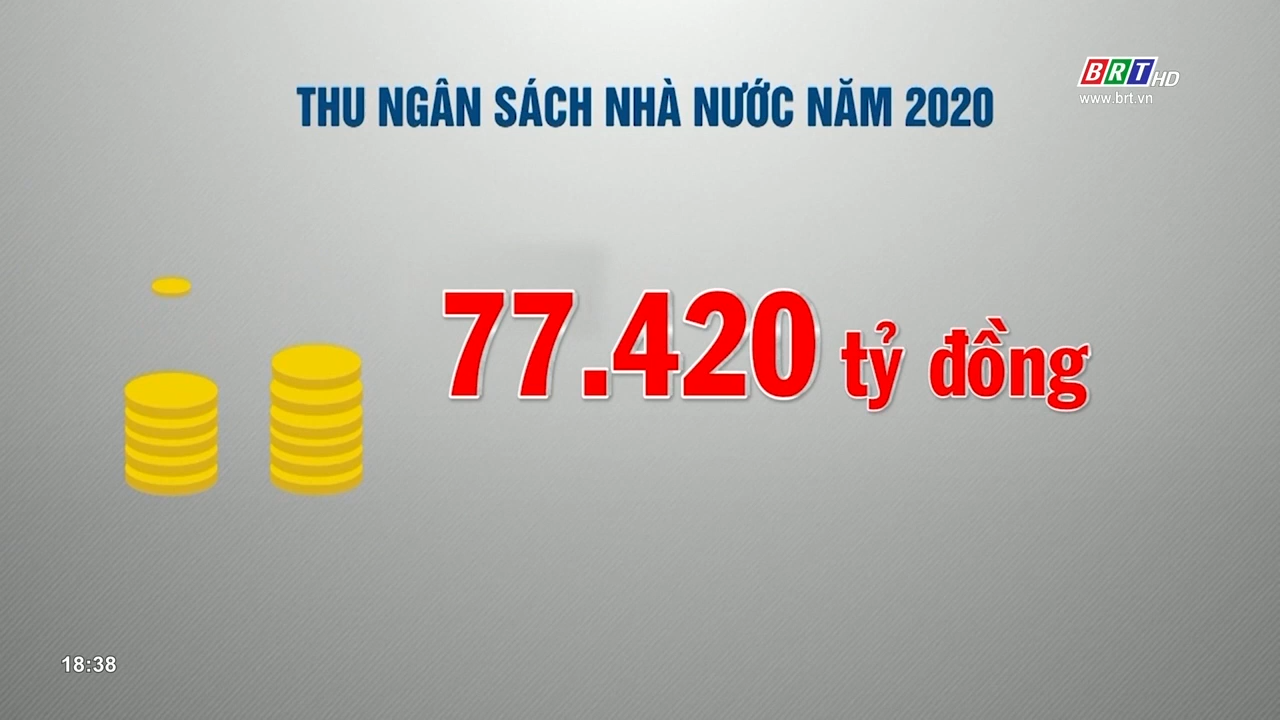 BRT HD
www.brt.vn
THU NGÂN SÁCH NHÀ NƯỚC NĂM 2020
77.420 tỷ đồng
18:38